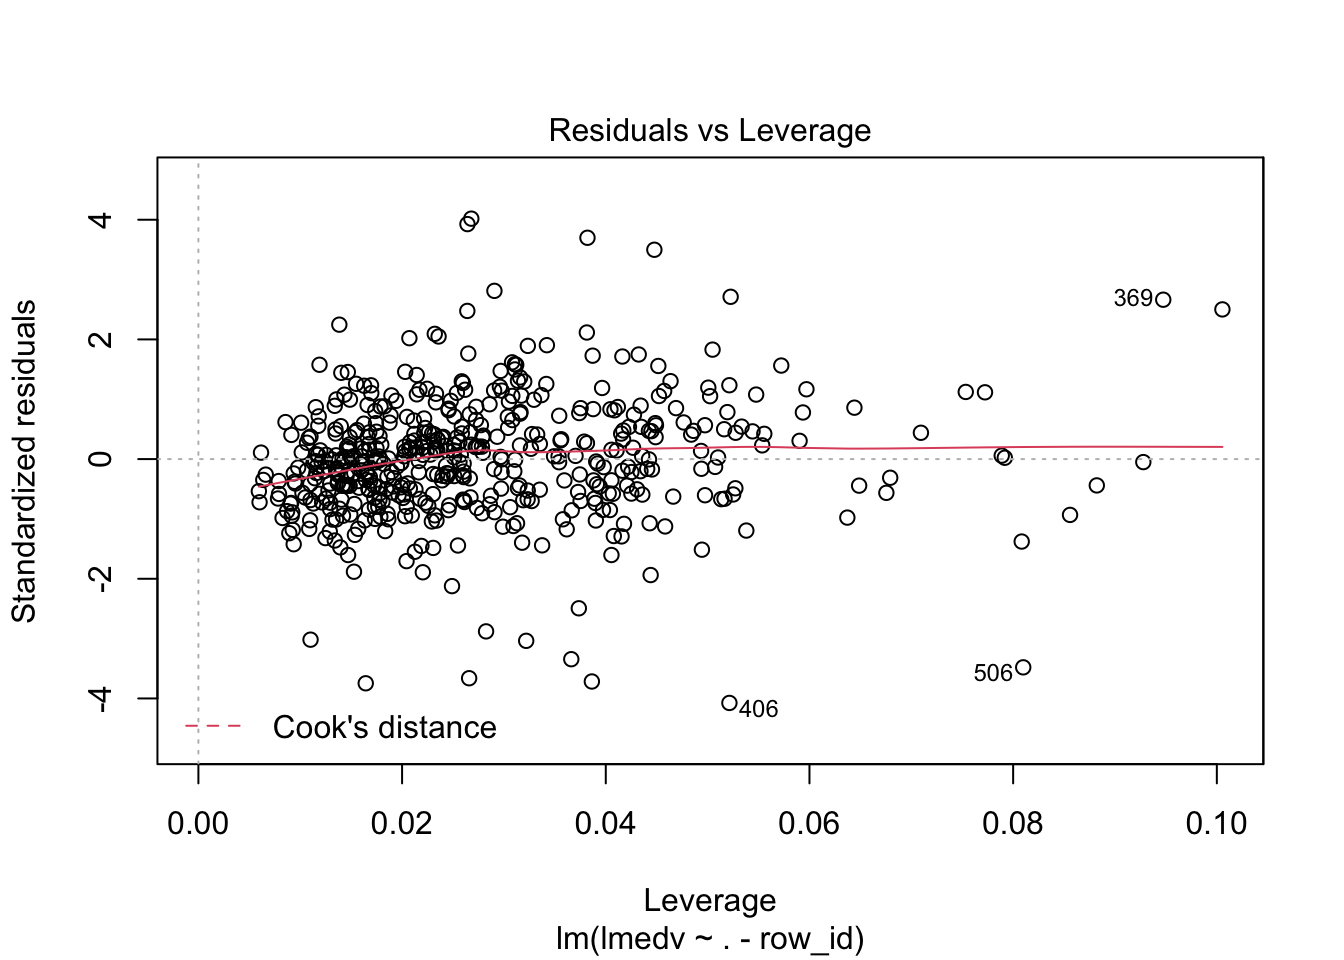 Residuals vs Leverage
Standardized residuals
4
2
0
-2
-4
369
506
406
Cook's distance
0.00 0.02 0.04 0.06 0.08 0.10
Leverage
lm(lmedv ~ . - row_id)